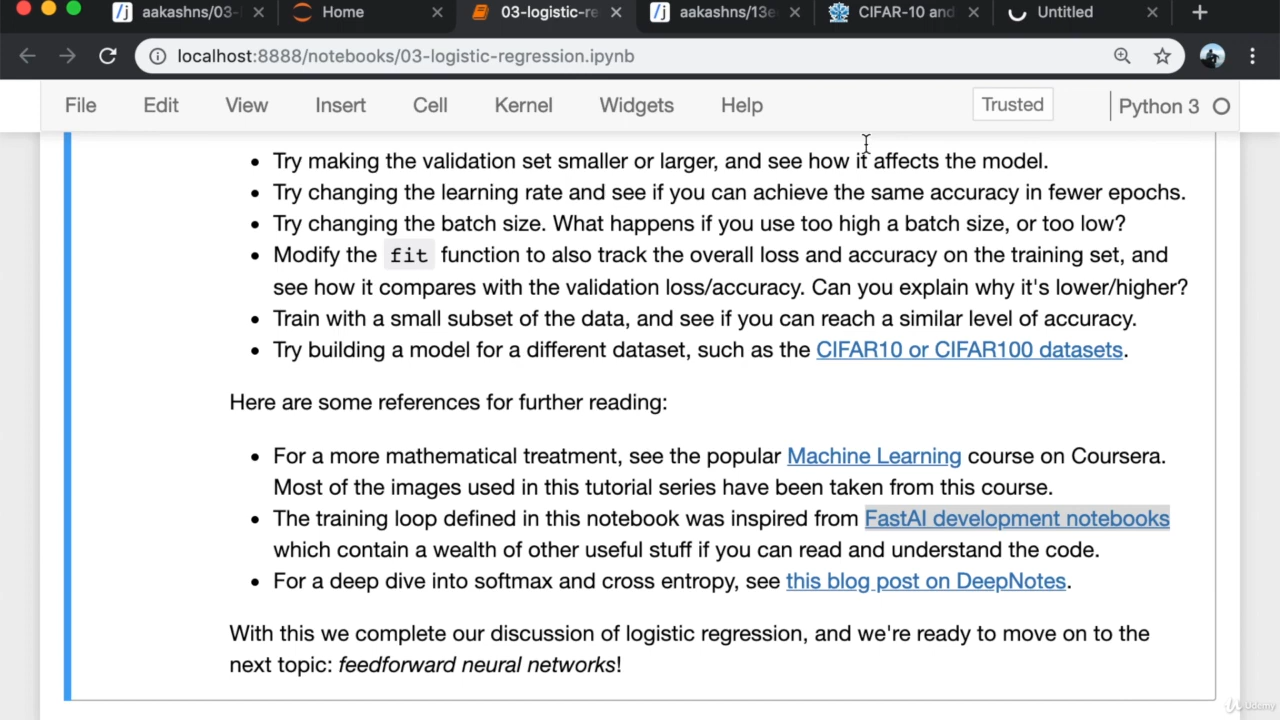 aakashns/03-
Home
03-logistic-re
aakashns/13e
CIFAR-10 and
Untitled
localhost:8888/notebooks/03-logistic-regression.ipynb
File Edit View Insert Cell Kernel Widgets Help Trusted Python 3
• Try making the validation set smaller or larger, and see how it affects the model.
• Try changing the learning rate and see if you can achieve the same accuracy in fewer epochs.
• Try changing the batch size. What happens if you use too high a batch size, or too low?
• Modify the fit function to also track the overall loss and accuracy on the training set, and
see how it compares with the validation loss/accuracy. Can you explain why it's lower/higher?
• Train with a small subset of the data, and see if you can reach a similar level of accuracy.
• Try building a model for a different dataset, such as the CIFAR10 or CIFAR100 datasets.
Here are some references for further reading:
• For a more mathematical treatment, see the popular Machine Learning course on Coursera.
Most of the images used in this tutorial series have been taken from this course.
• The training loop defined in this notebook was inspired from FastAI development notebooks
which contain a wealth of other useful stuff if you can read and understand the code.
• For a deep dive into softmax and cross entropy, see this blog post on DeepNotes.
With this we complete our discussion of logistic regression, and we're ready to move on to the
next topic: feedforward neural networks!
Udemy